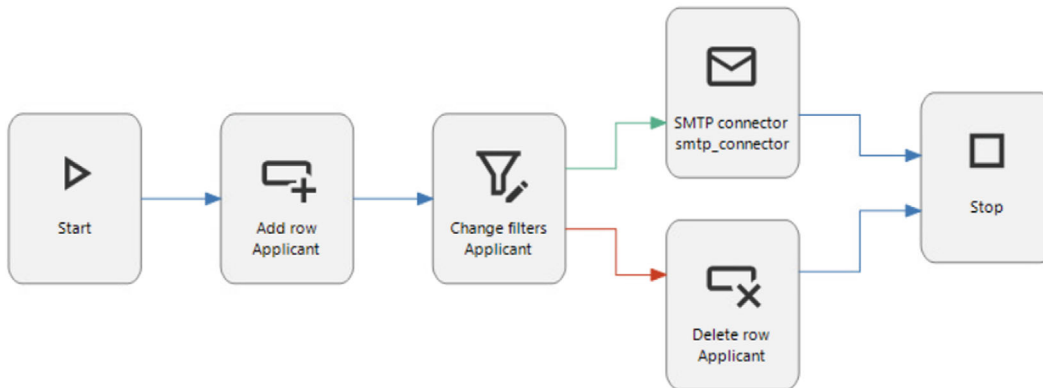 Start
Add row
Applicant
Change filters
Applicant
SMTP connector
smtp_connector
Delete row
Applicant
Stop